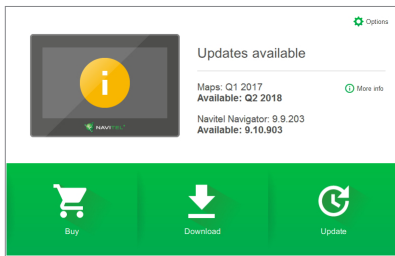 Options
Updates available
Maps: Q1 2017
Available: Q2 2018
More info
Navitel Navigator: 9.9.203
Available: 9.10.903
NAVITEL
Buy
Download
Update